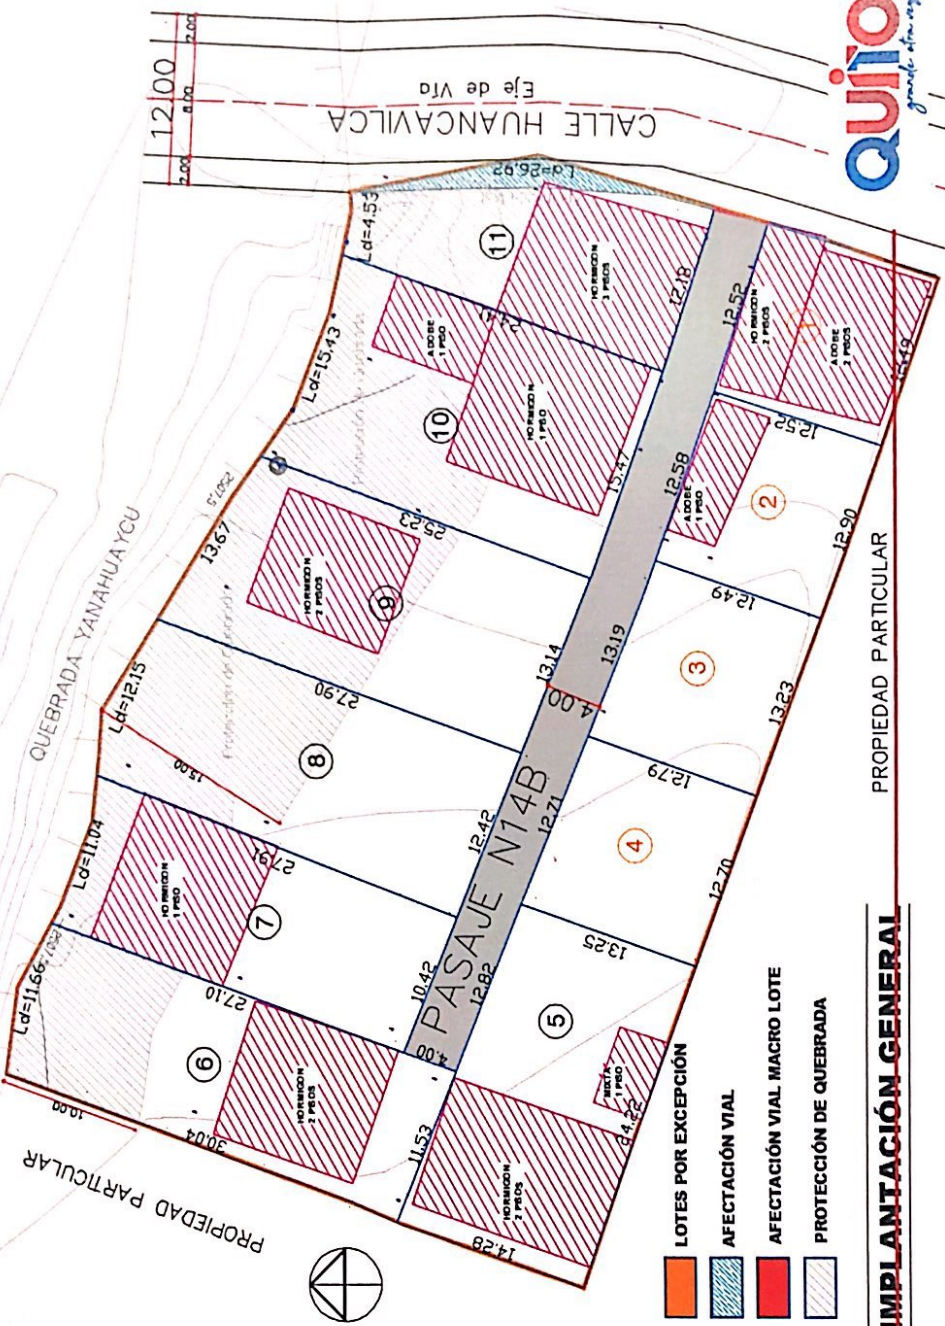 QUITO
grande otra vez
12.00
2.00
8.00
2.00
CALLE HUANCAVILCA
Eje de Vía
QUEBRADA YANAHUAYCU
PROPIEDAD PARTICULAR
PROPIEDAD PARTICULAR
PASAJE N14B
4.00
4.00
Ld=26.92
Ld=4.53
Ld=15.43
13.67
Ld=12.15
Ld=11.04
Ld=11.66
2507.5
10.00
30.04
14.28
15.00
27.10
27.91
27.90
25.23
12.18
15.47
13.14
12.42
10.42
11.53
12.52
12.58
13.19
12.71
12.82
12.52
12.49
12.79
13.25
12.90
13.23
12.70
11
HORMIGON
3 PISOS
10
ADOBE
1 PISO
HORMIGON
1 PISO
9
HORMIGON
2 PISOS
8
7
HORMIGON
1 PISO
6
HORMIGON
2 PISOS
HORMIGON
2 PISOS
ADOBE
2 PISOS
2
ADOBE
1 PISO
3
4
5
MIXTA
1 PISO
HORMIGON
2 PISOS
LOTES POR EXCEPCIÓN
AFECTACIÓN VIAL
AFECTACIÓN VIAL MACRO LOTE
PROTECCIÓN DE QUEBRADA
IMPLANTACIÓN GENERAL